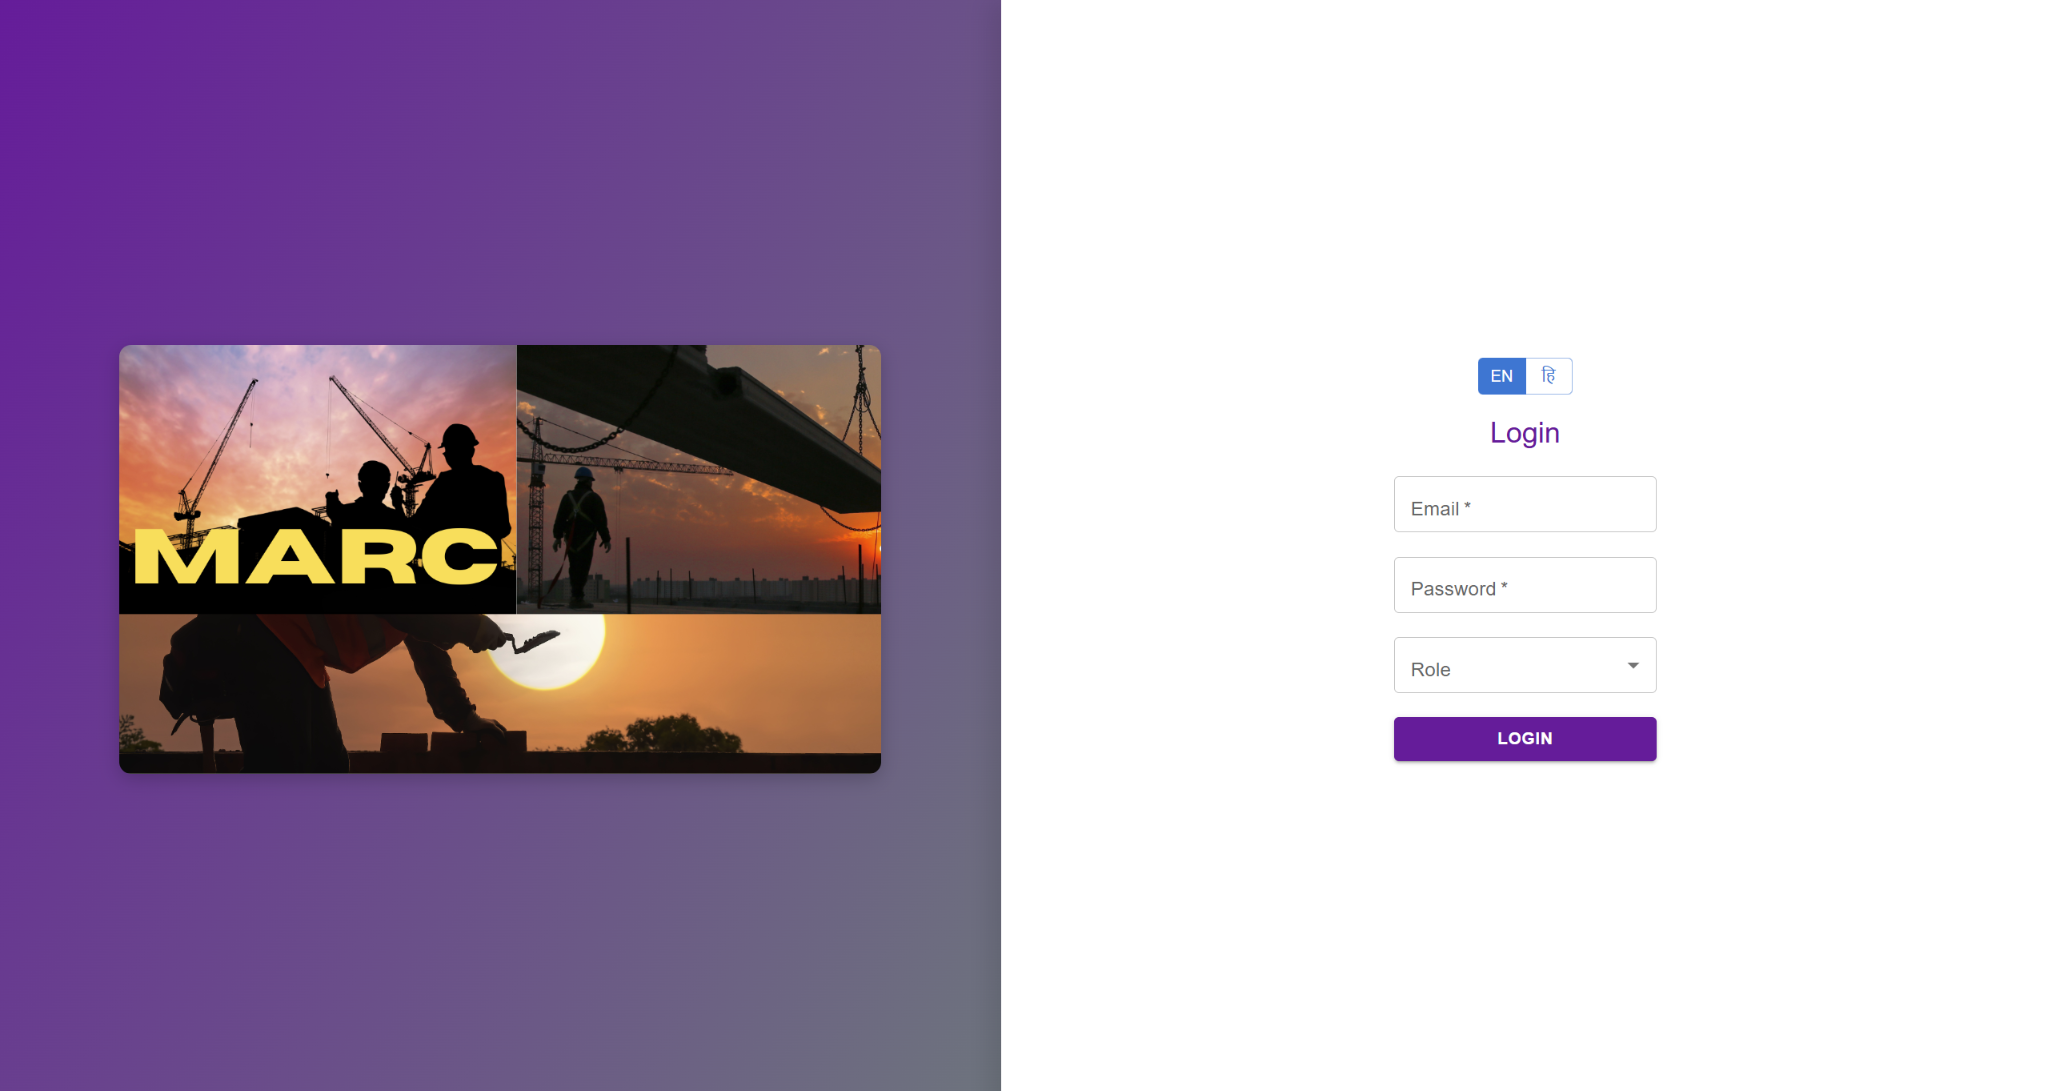 MARC
EN हि
Login
Email *
Password *
Role
LOGIN